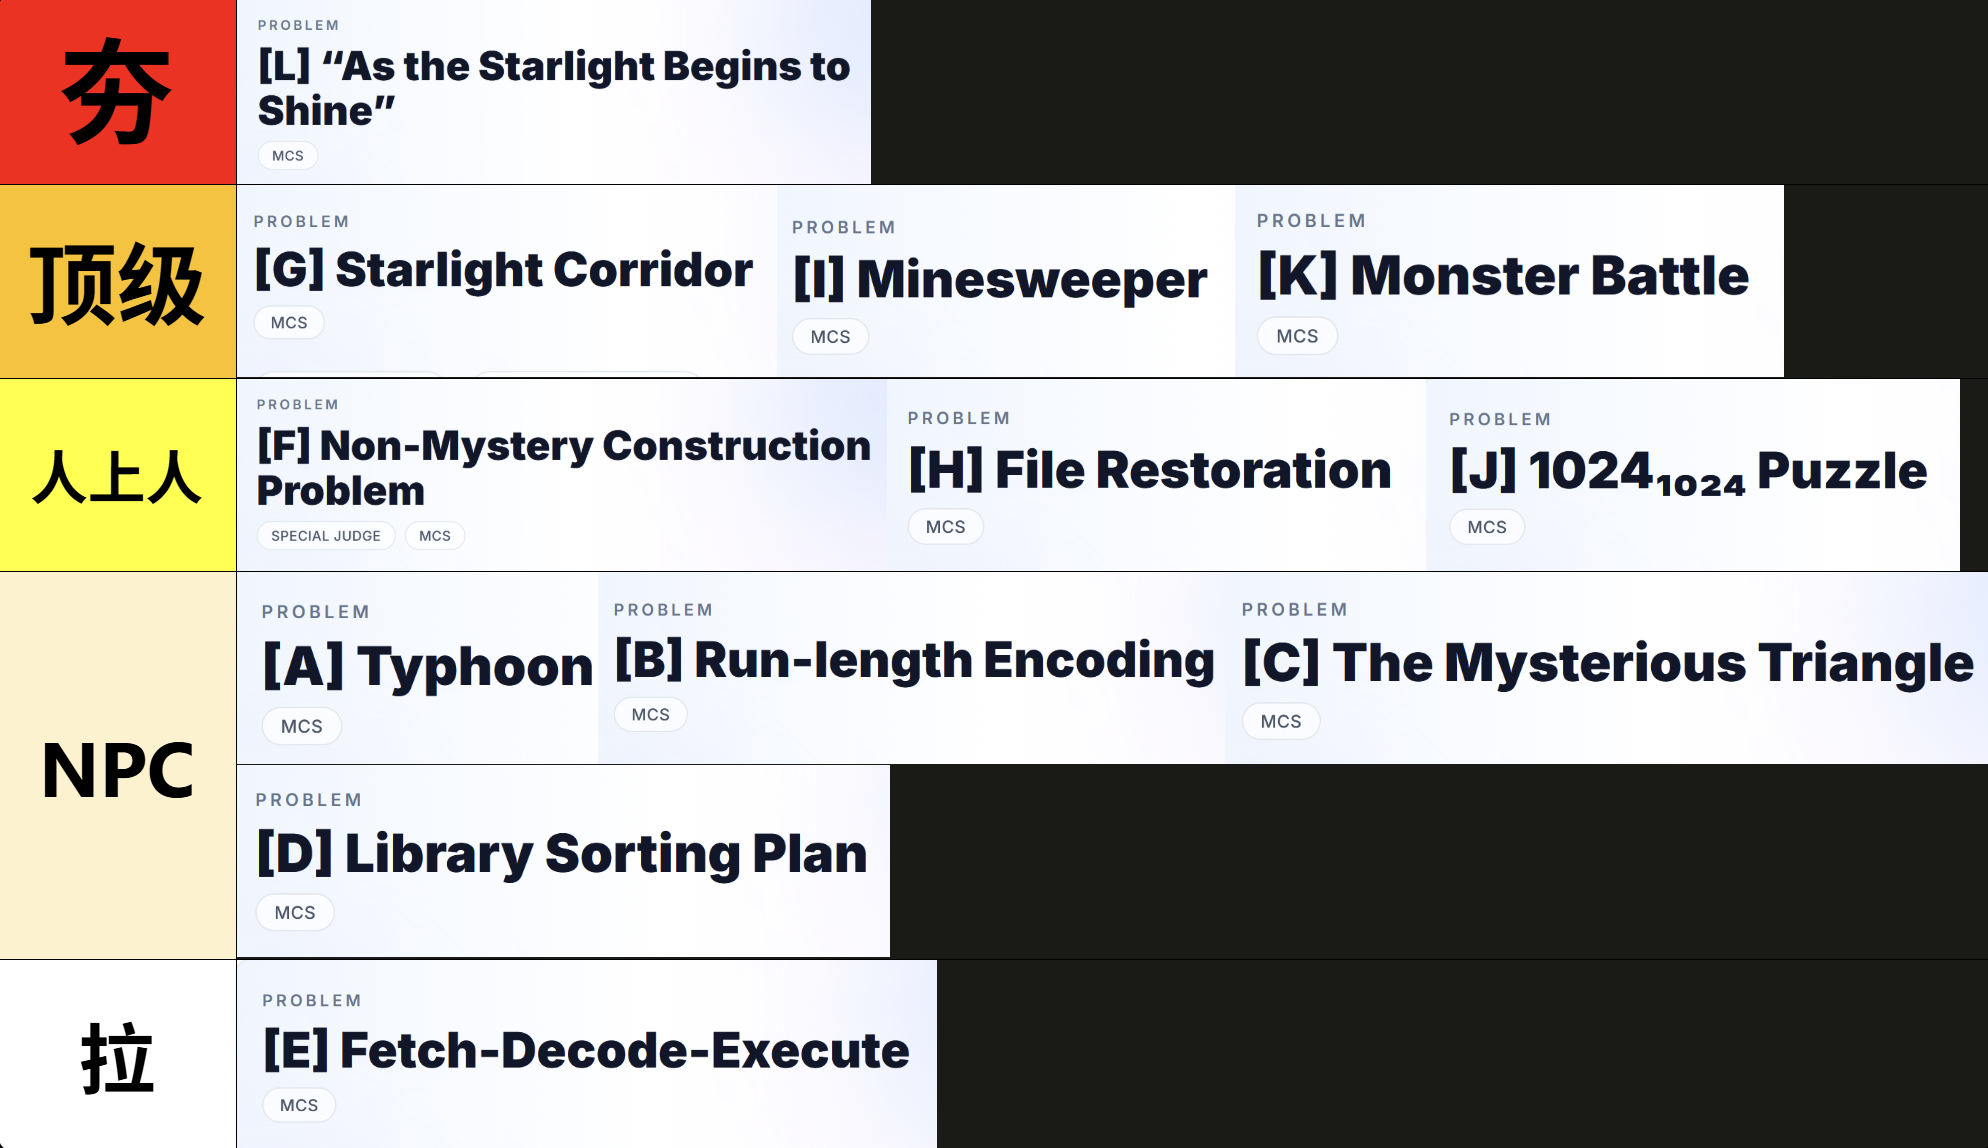 夯
PROBLEM
[L] “As the Starlight Begins to
Shine”
MCS
顶级
PROBLEM
[G] Starlight Corridor
MCS
PROBLEM
[I] Minesweeper
MCS
PROBLEM
[K] Monster Battle
MCS
人上人
PROBLEM
[F] Non-Mystery Construction
Problem
SPECIAL JUDGE MCS
PROBLEM
[H] File Restoration
MCS
PROBLEM
[J] 1024₁₀₂₄ Puzzle
MCS
NPC
PROBLEM
[A] Typhoon
MCS
PROBLEM
[B] Run-length Encoding
MCS
PROBLEM
[C] The Mysterious Triangle
MCS
PROBLEM
[D] Library Sorting Plan
MCS
拉
PROBLEM
[E] Fetch-Decode-Execute
MCS